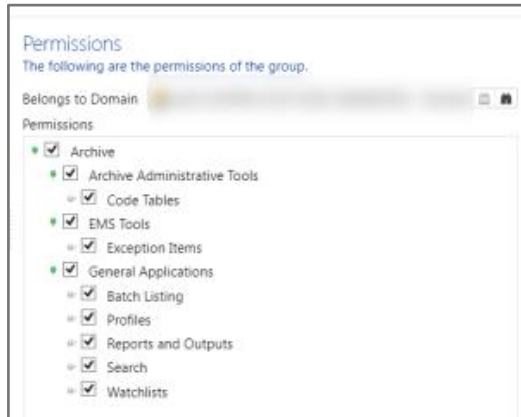 Permissions
The following are the permissions of the group.
Belongs to Domain
Permissions
Archive
Archive Administrative Tools
Code Tables
EMS Tools
Exception Items
General Applications
Batch Listing
Profiles
Reports and Outputs
Search
Watchlists